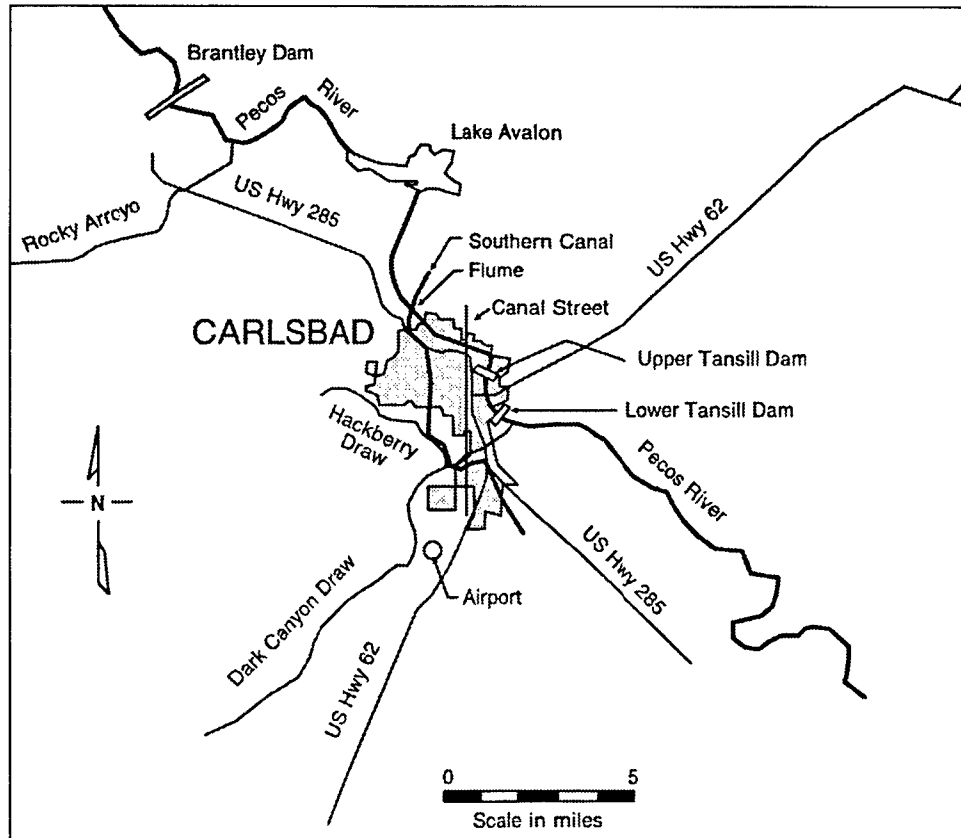 Brantley Dam
Pecos
River
Lake Avalon
US Hwy 285
Rocky Arroyo
US Hwy 62
Southern Canal
Flume
Canal Street
CARLSBAD
Upper Tansill Dam
Lower Tansill Dam
Hackberry
Draw
Pecos River
N
US Hwy 285
Airport
Dark Canyon Draw
US Hwy 62
0 5
Scale in miles